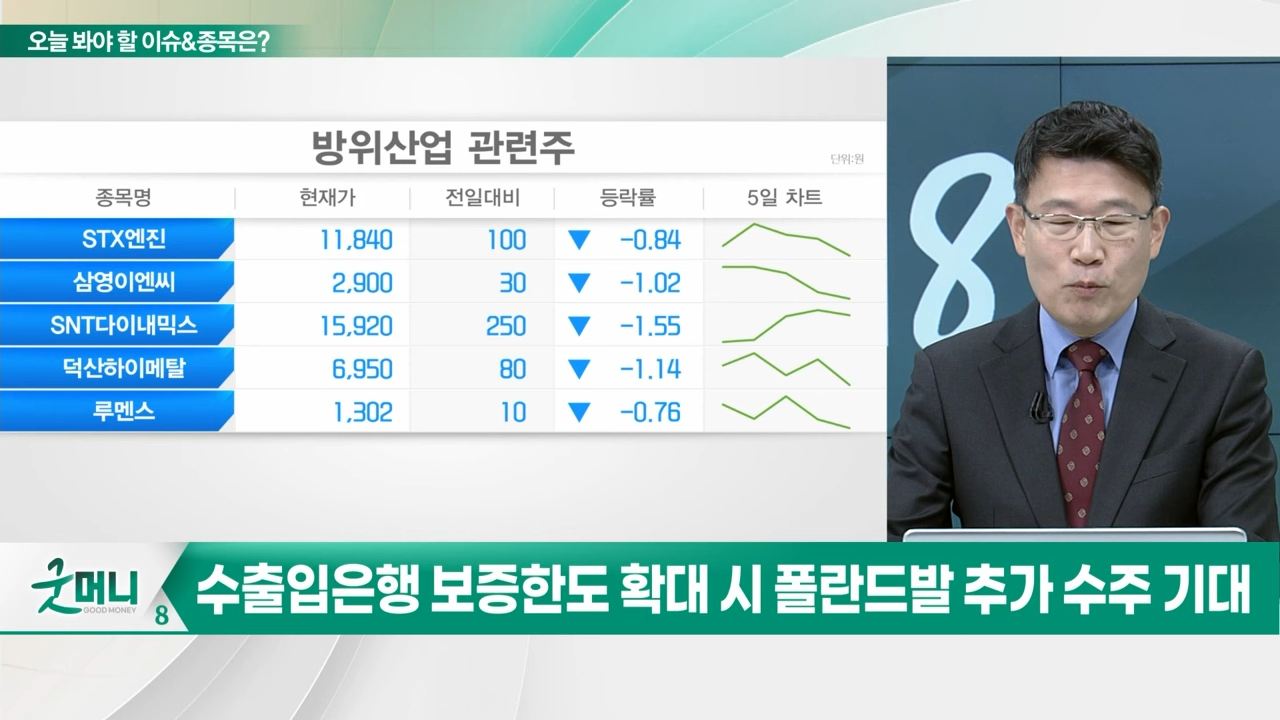 오늘 봐야 할 이슈&종목은?
방위산업 관련주
단위:원
종목명 현재가 전일대비 등락률 5일 차트
STX엔진 11,840 100 ▼ -0.84
삼영이엔씨 2,900 30 ▼ -1.02
SNT다이내믹스 15,920 250 ▼ -1.55
덕산하이메탈 6,950 80 ▼ -1.14
루멘스 1,302 10 ▼ -0.76
8
굿머니
GOOD MONEY
8
수출입은행 보증한도 확대 시 폴란드발 추가 수주 기대